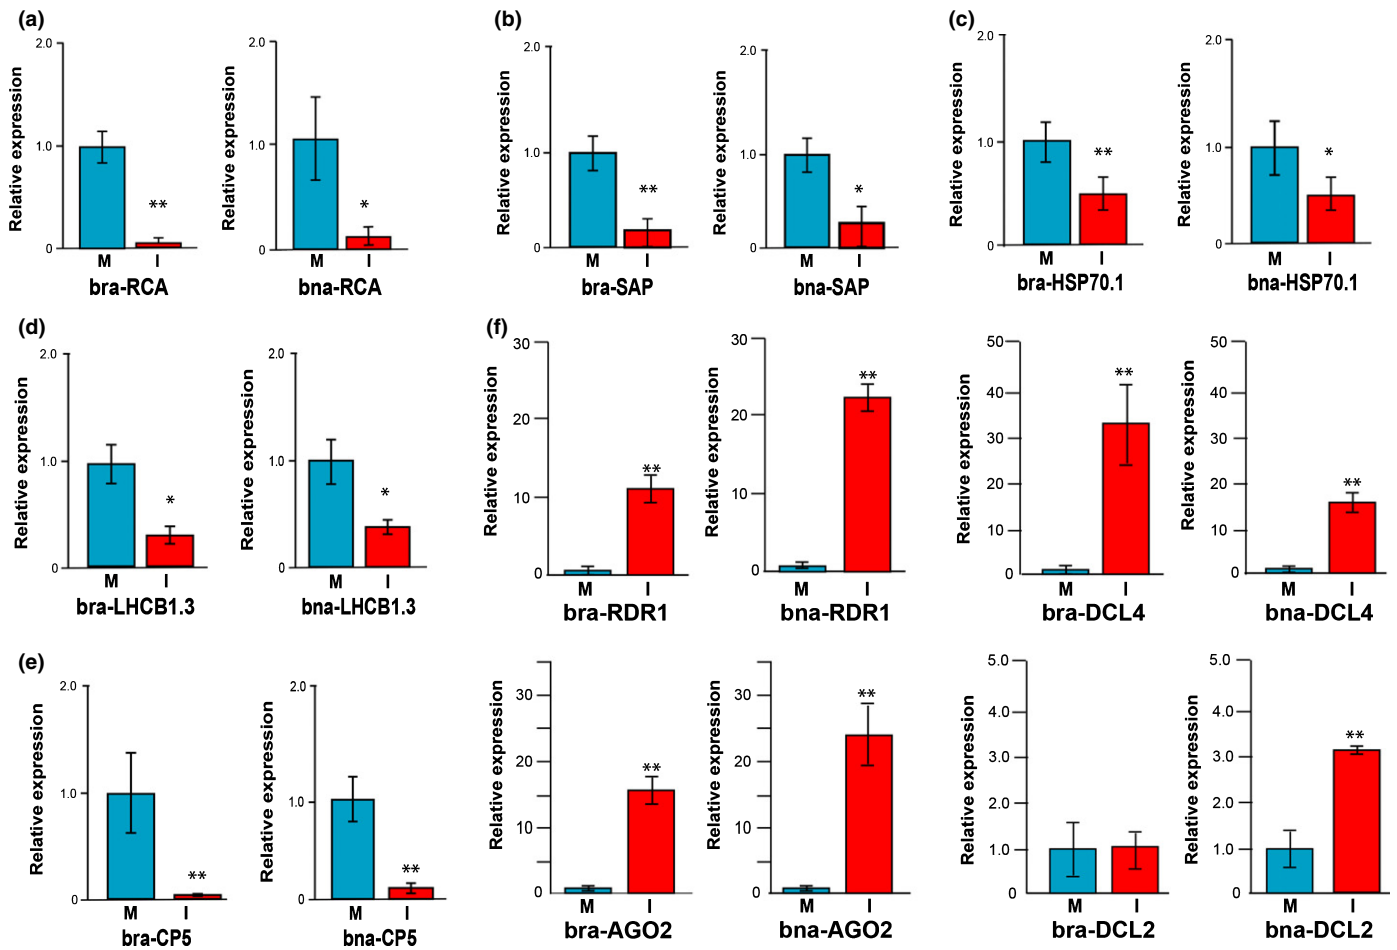 (a)
Relative expression
2.0
1.0
0
**
M I
bra-RCA
Relative expression
2.0
1.0
0
*
M I
bna-RCA
(b)
Relative expression
2.0
1.0
0
**
M I
bra-SAP
Relative expression
2.0
1.0
0
*
M I
bna-SAP
(c)
Relative expression
2.0
1.0
0
**
M I
bra-HSP70.1
Relative expression
2.0
1.0
0
*
M I
bna-HSP70.1
(d)
Relative expression
2.0
1.0
0
*
M I
bra-LHCB1.3
Relative expression
2.0
1.0
0
*
M I
bna-LHCB1.3
(f)
Relative expression
30
20
10
0
**
M I
bra-RDR1
Relative expression
30
20
10
0
**
M I
bna-RDR1
Relative expression
50
40
30
20
10
0
**
M I
bra-DCL4
Relative expression
50
40
30
20
10
0
**
M I
bna-DCL4
(e)
Relative expression
2.0
1.0
0
**
M I
bra-CP5
Relative expression
2.0
1.0
0
**
M I
bna-CP5
Relative expression
30
20
10
0
**
M I
bra-AGO2
Relative expression
30
20
10
0
**
M I
bna-AGO2
Relative expression
5.0
4.0
3.0
2.0
1.0
0
M I
bra-DCL2
Relative expression
5.0
4.0
3.0
2.0
1.0
0
**
M I
bna-DCL2